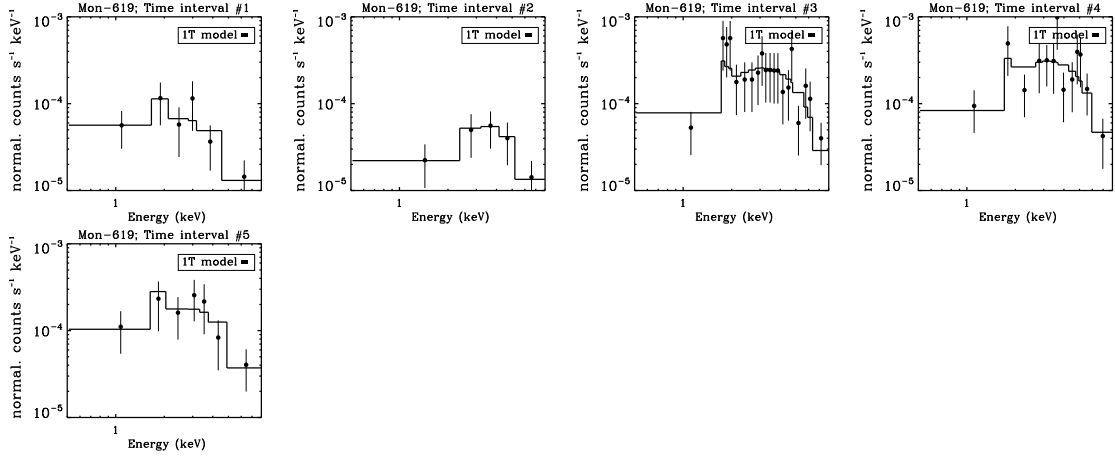 Mon-619; Time interval #1
1T model
normal. counts s⁻¹ keV⁻¹
10⁻³
10⁻⁴
10⁻⁵
1
Energy (keV)
Mon-619; Time interval #2
1T model
normal. counts s⁻¹ keV⁻¹
10⁻³
10⁻⁴
10⁻⁵
1
Energy (keV)
Mon-619; Time interval #3
1T model
normal. counts s⁻¹ keV⁻¹
10⁻³
10⁻⁴
10⁻⁵
1
Energy (keV)
Mon-619; Time interval #4
1T model
normal. counts s⁻¹ keV⁻¹
10⁻³
10⁻⁴
10⁻⁵
1
Energy (keV)
Mon-619; Time interval #5
1T model
normal. counts s⁻¹ keV⁻¹
10⁻³
10⁻⁴
10⁻⁵
1
Energy (keV)